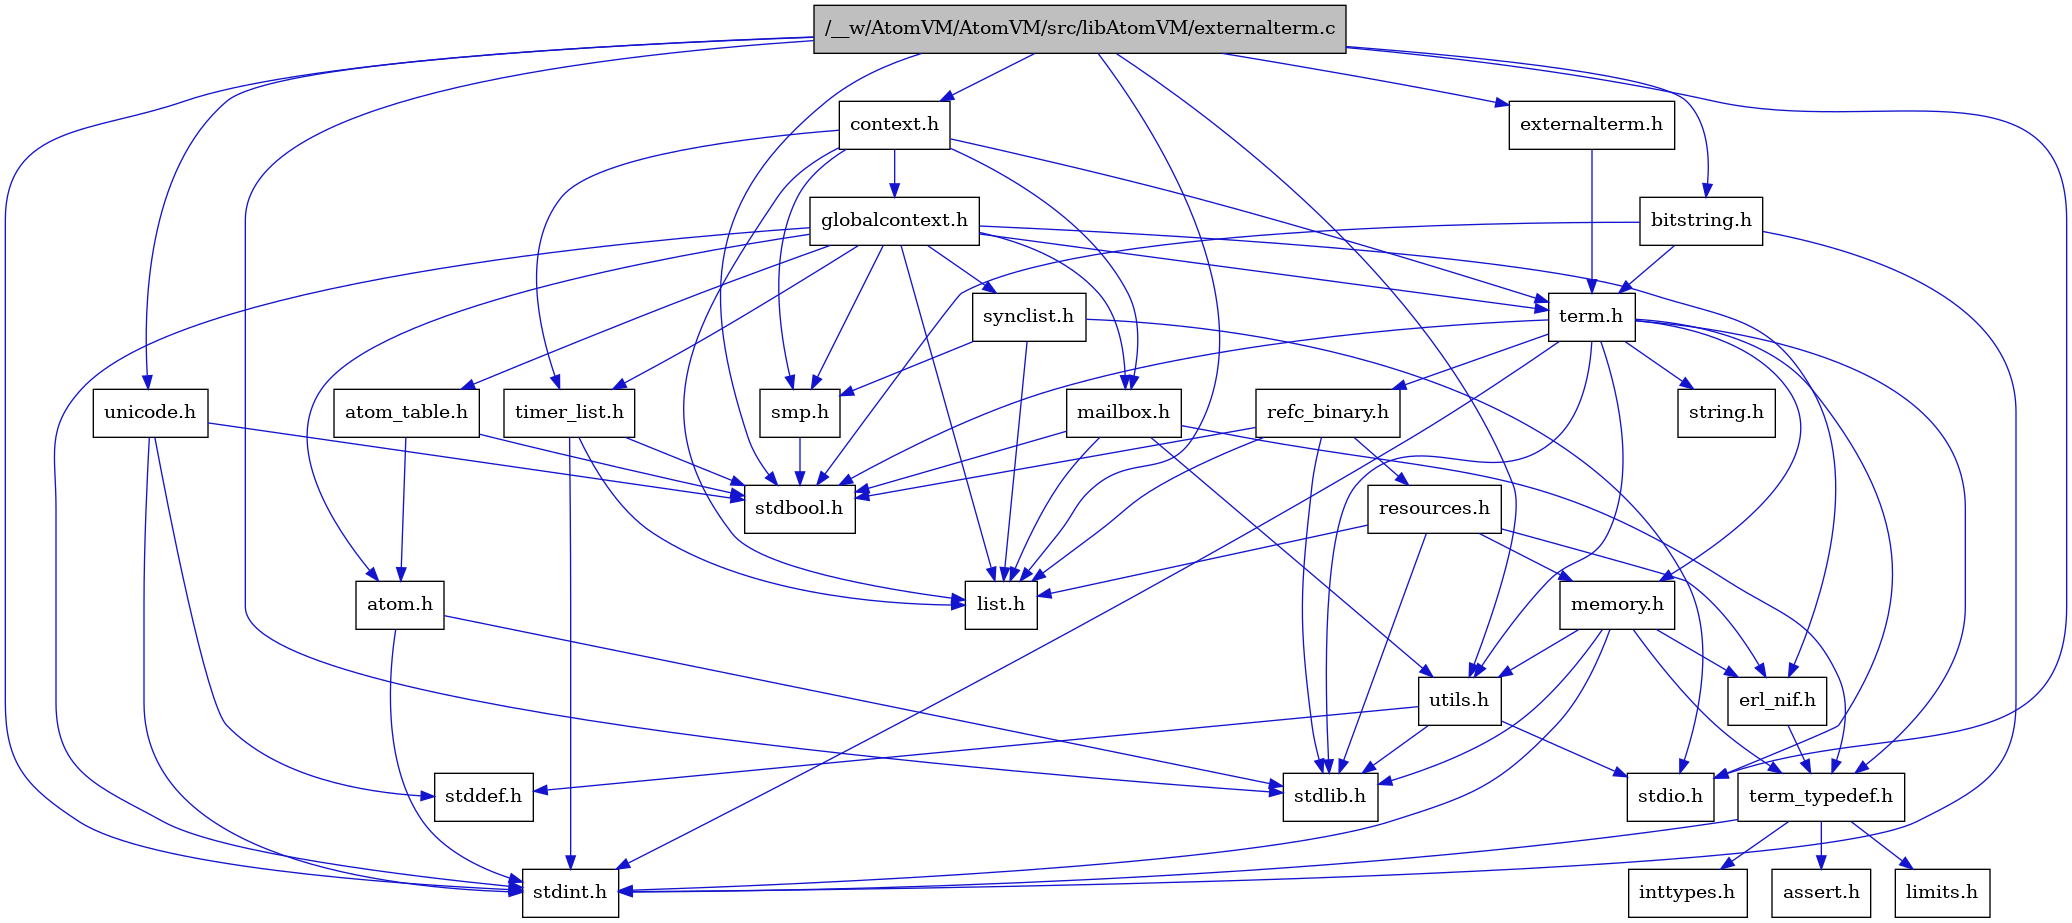 /__w/AtomVM/AtomVM/src/libAtomVM/externalterm.c
context.h
externalterm.h
globalcontext.h
bitstring.h
synclist.h
term.h
unicode.h
atom_table.h
timer_list.h
smp.h
mailbox.h
refc_binary.h
string.h
stdbool.h
resources.h
atom.h
list.h
memory.h
utils.h
erl_nif.h
stddef.h
stdlib.h
stdio.h
term_typedef.h
stdint.h
inttypes.h
assert.h
limits.h